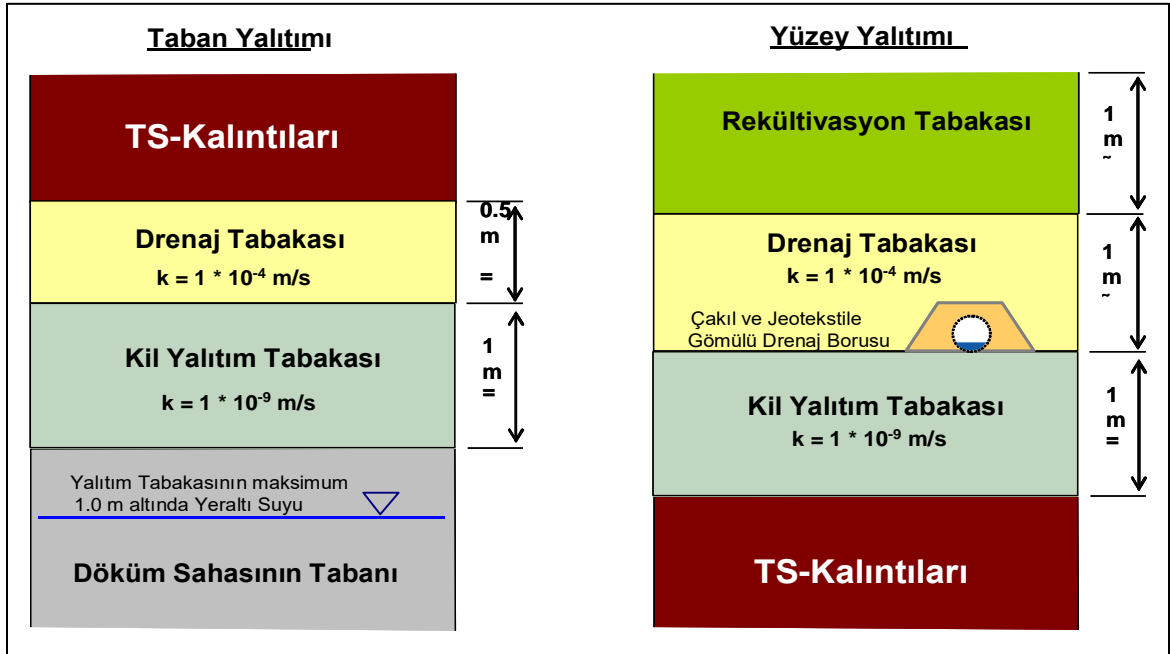 Taban Yalıtımı
TS-Kalıntıları
Drenaj Tabakası
k = 1 * 10⁻⁴ m/s
0.5
m
=
Kil Yalıtım Tabakası
k = 1 * 10⁻⁹ m/s
1
m
=
Yalıtım Tabakasının maksimum
1.0 m altında Yeraltı Suyu
Döküm Sahasının Tabanı
Yüzey Yalıtımı
Rekültivasyon Tabakası
1
m
~
Drenaj Tabakası
k = 1 * 10⁻⁴ m/s
1
m
~
Çakıl ve Jeotekstile
Gömülü Drenaj Borusu
Kil Yalıtım Tabakası
k = 1 * 10⁻⁹ m/s
1
m
=
TS-Kalıntıları